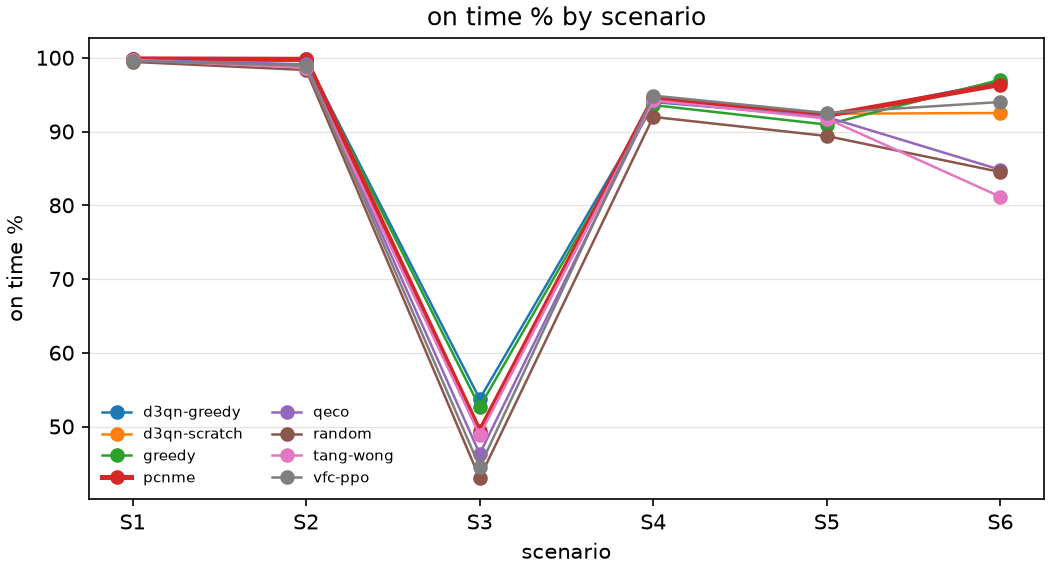 on time % by scenario
on time %
100
90
80
70
60
50
d3qn-greedy
d3qn-scratch
greedy
pcnme
qeco
random
tang-wong
vfc-ppo
S1 S2 S3 S4 S5 S6
scenario